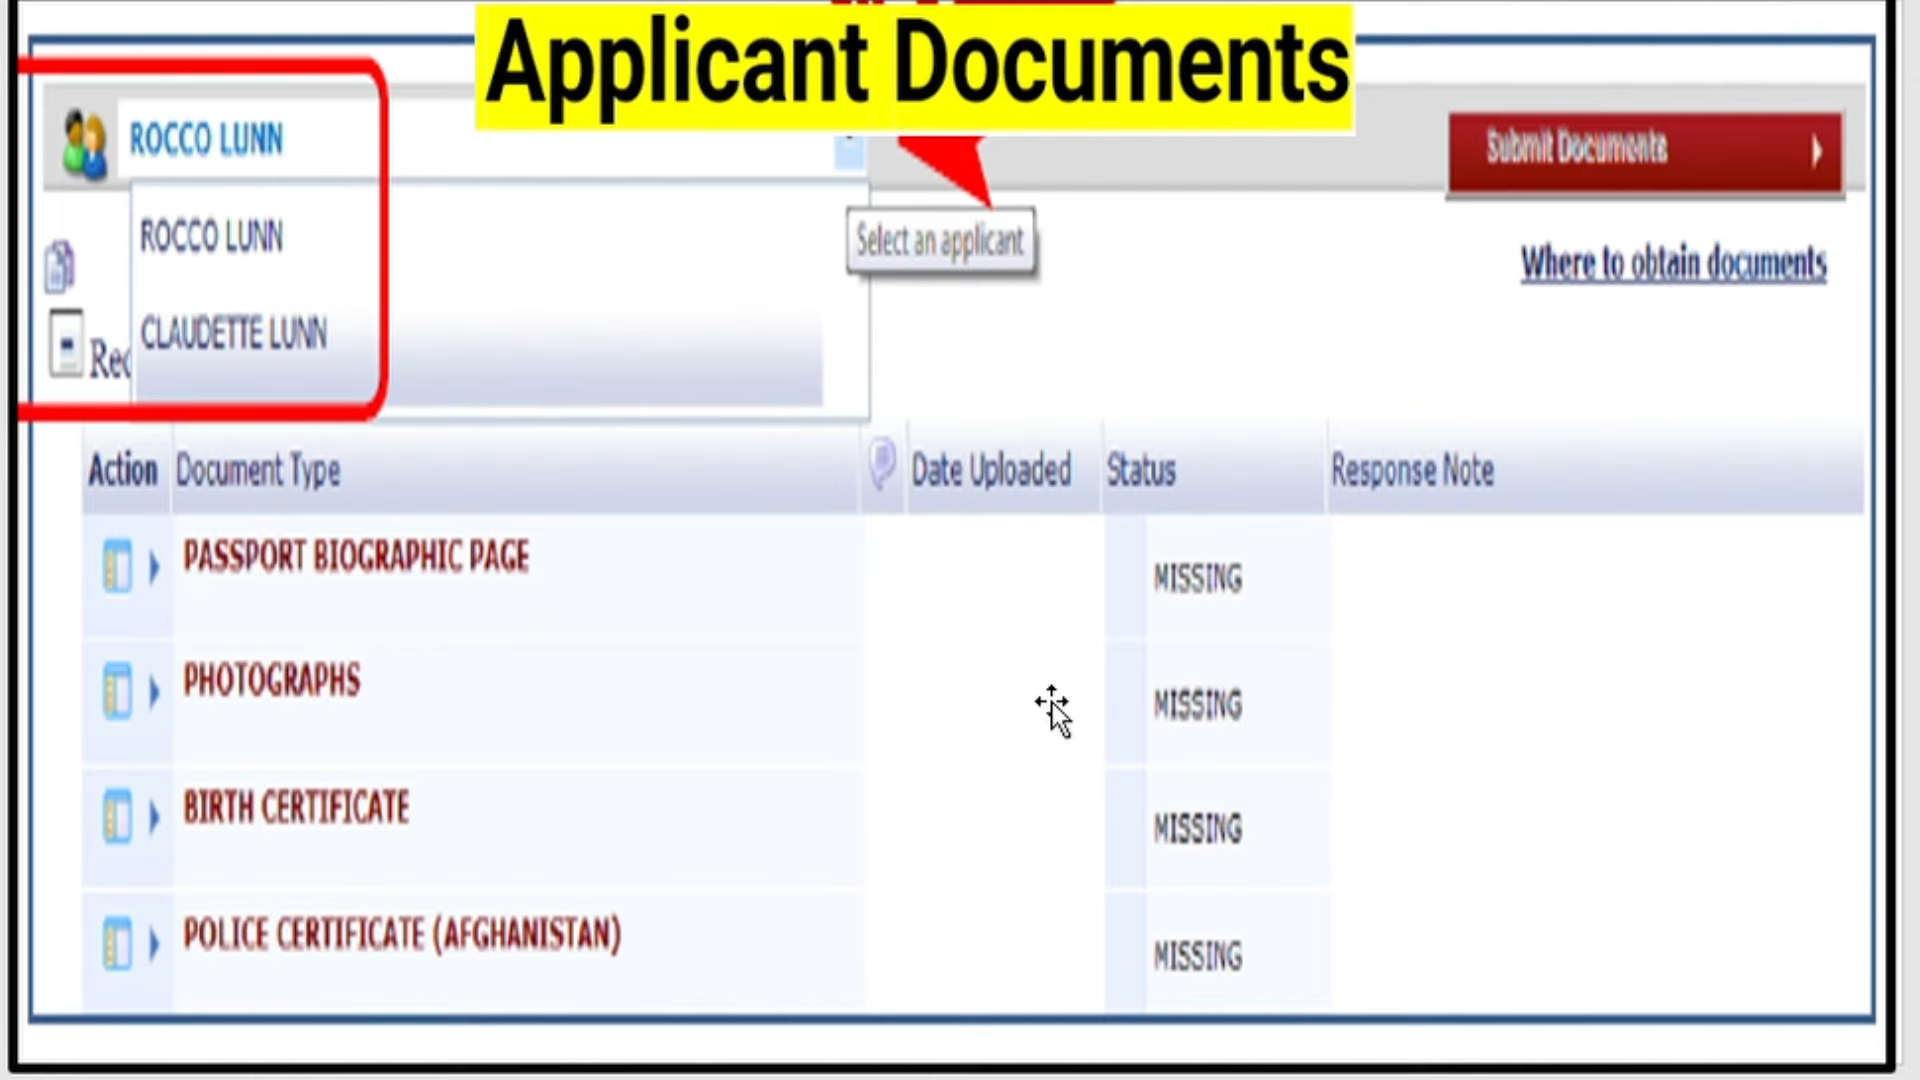 Applicant Documents
ROCCO LUNN
Submit Documents
ROCCO LUNN
Select an applicant
Where to obtain documents
CLAUDETTE LUNN
Action Document Type Date Uploaded Status Response Note
PASSPORT BIOGRAPHIC PAGE MISSING
PHOTOGRAPHS MISSING
BIRTH CERTIFICATE MISSING
POLICE CERTIFICATE (AFGHANISTAN) MISSING